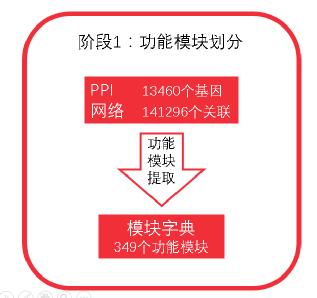 阶段1：功能模块划分
PPI 13460个基因
网络 141296个关联
功能
模块
提取
模块字典
349个功能模块